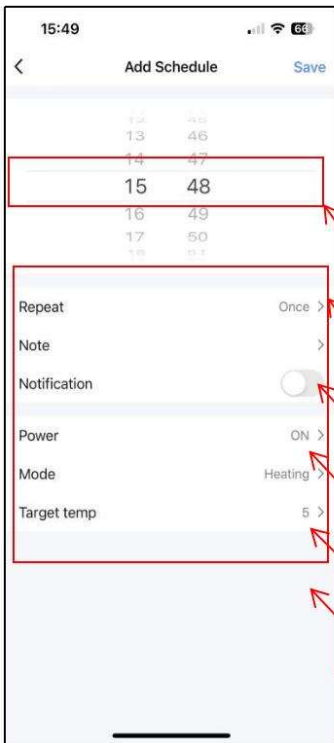 15:49 66
Add Schedule Save
13 46
14 47
15 48
16 49
17 50
Repeat Once
Note
Notification
Power ON
Mode Heating
Target temp 5